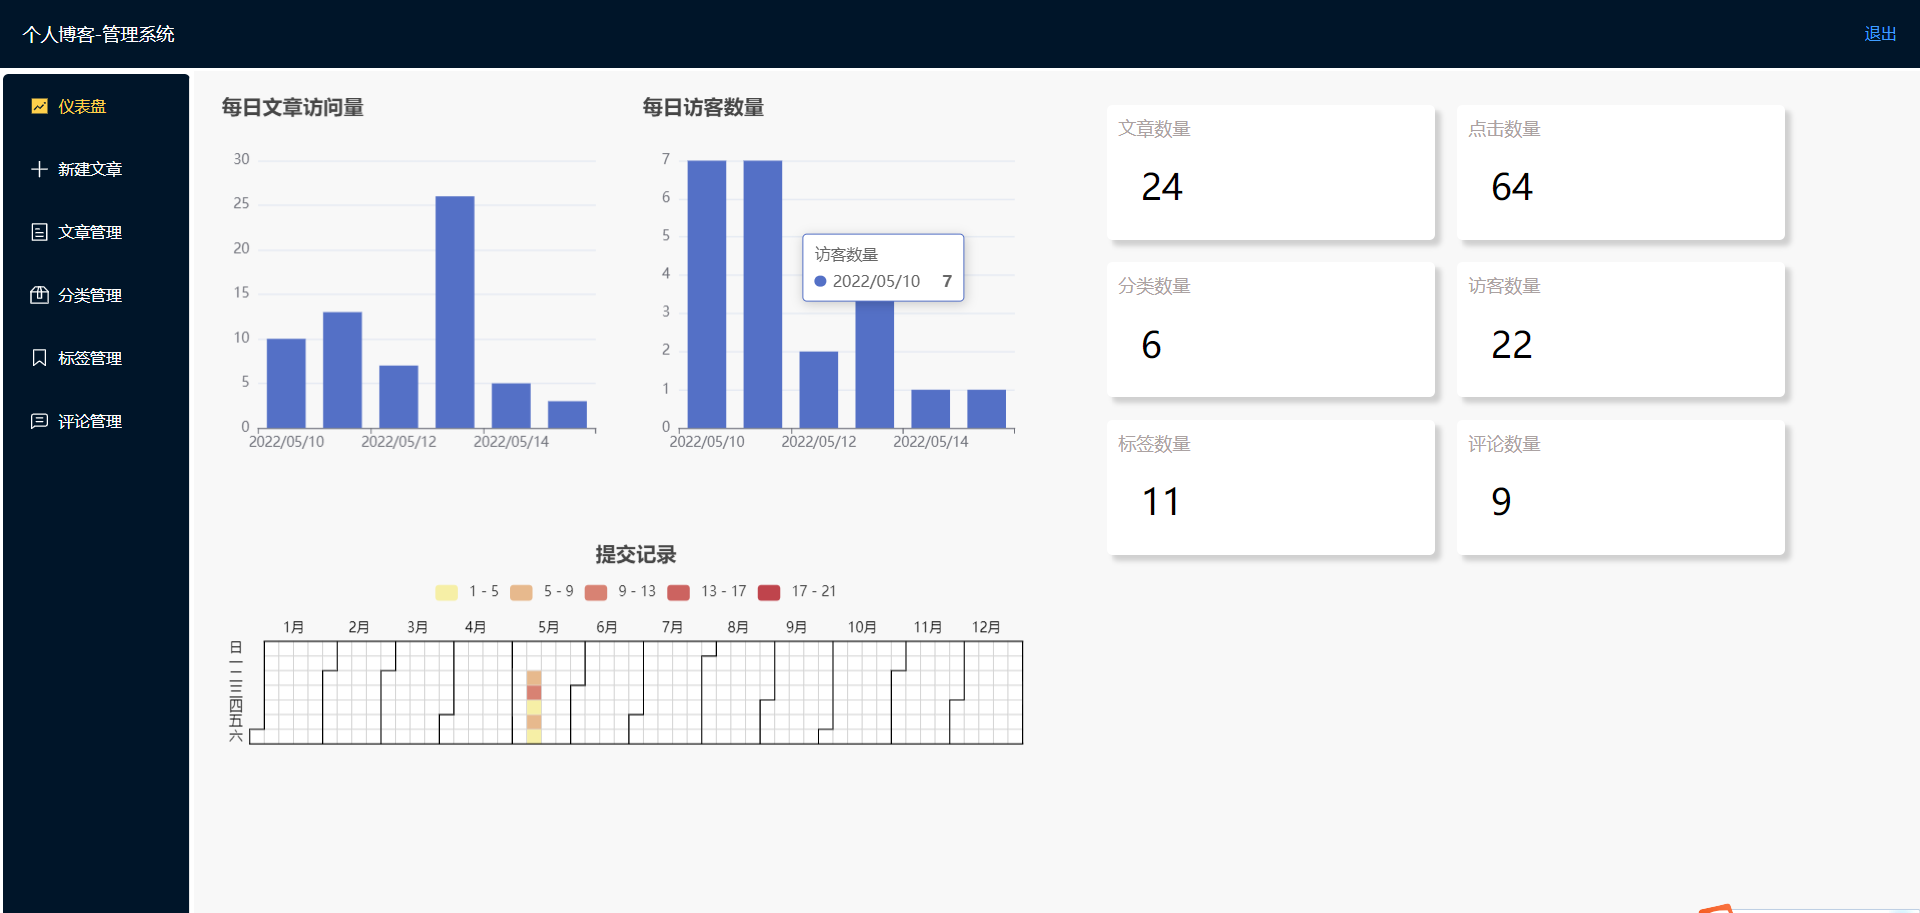 个人博客-管理系统
退出
仪表盘
新建文章
文章管理
分类管理
标签管理
评论管理
每日文章访问量
30
25
20
15
10
5
0
2022/05/10 2022/05/12 2022/05/14
每日访客数量
7
6
5
4
3
2
1
0
访客数量
2022/05/10 7
2022/05/10 2022/05/12 2022/05/14
文章数量
24
点击数量
64
分类数量
6
访客数量
22
标签数量
11
评论数量
9
提交记录
1 - 5 5 - 9 9 - 13 13 - 17 17 - 21
1月 2月 3月 4月 5月 6月 7月 8月 9月 10月 11月 12月
日
一
二
三
四
五
六